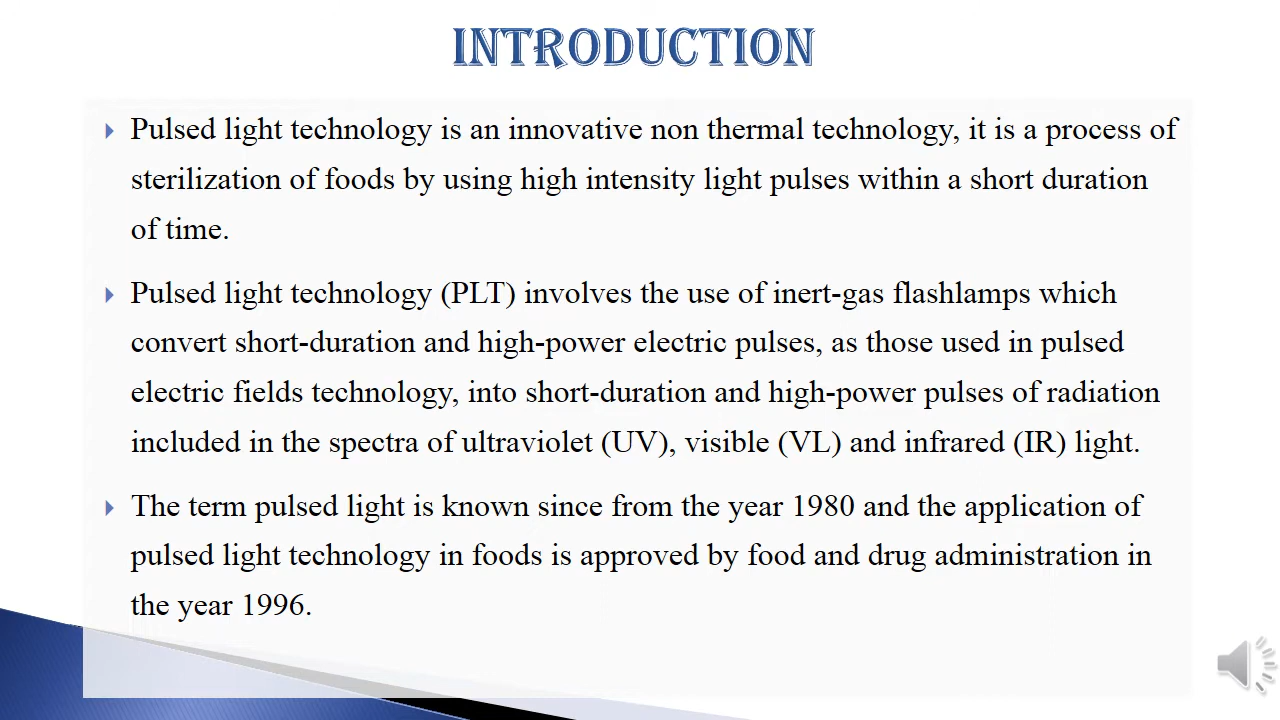 INTRODUCTION
Pulsed light technology is an innovative non thermal technology, it is a process of
sterilization of foods by using high intensity light pulses within a short duration
of time.
Pulsed light technology (PLT) involves the use of inert-gas flashlamps which
convert short-duration and high-power electric pulses, as those used in pulsed
electric fields technology, into short-duration and high-power pulses of radiation
included in the spectra of ultraviolet (UV), visible (VL) and infrared (IR) light.
The term pulsed light is known since from the year 1980 and the application of
pulsed light technology in foods is approved by food and drug administration in
the year 1996.